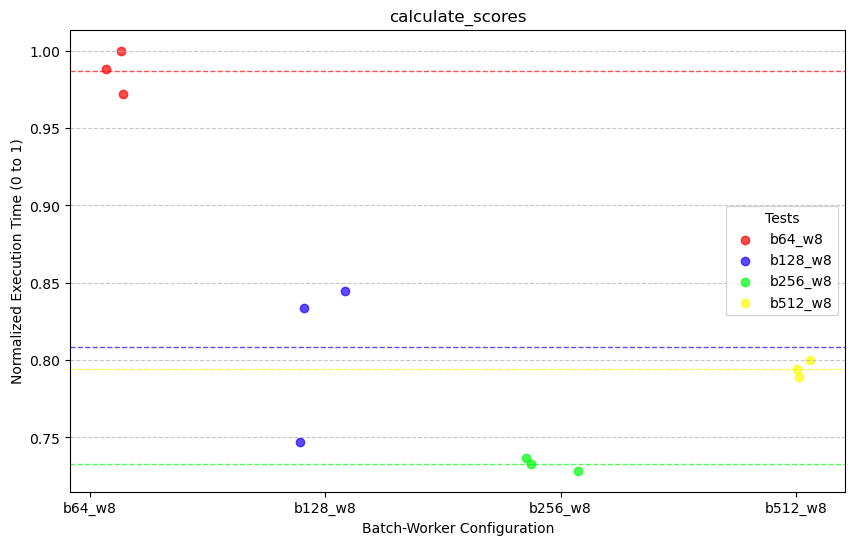 calculate_scores
Normalized Execution Time (0 to 1)
1.00
0.95
0.90
0.85
0.80
0.75
Tests
b64_w8
b128_w8
b256_w8
b512_w8
b64_w8
b128_w8
b256_w8
b512_w8
Batch-Worker Configuration